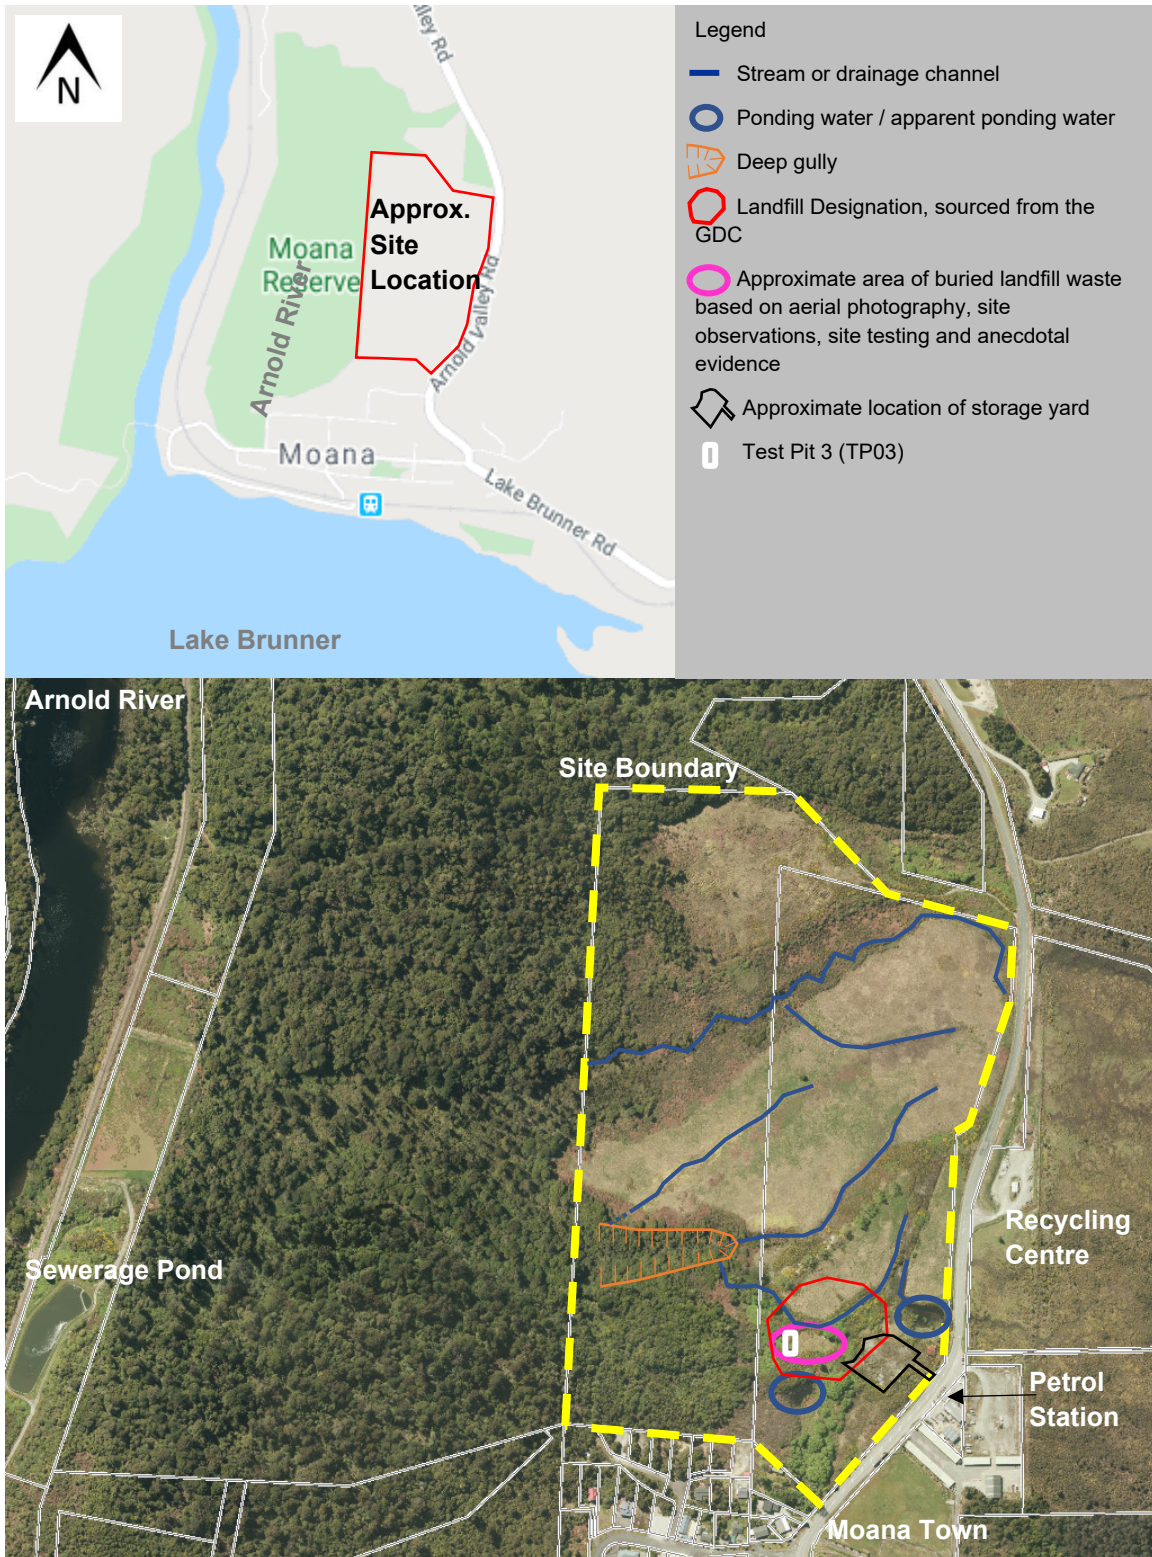 N
lley Rd
Approx.
Site
Location
Moana
Reserve
Arnold River
Arnold Valley Rd
Moana
Lake Brunner Rd
Lake Brunner
Legend
Stream or drainage channel
Ponding water / apparent ponding water
Deep gully
Landfill Designation, sourced from the
GDC
Approximate area of buried landfill waste
based on aerial photography, site
observations, site testing and anecdotal
evidence
Approximate location of storage yard
Test Pit 3 (TP03)
Arnold River
Site Boundary
Recycling
Centre
Sewerage Pond
Petrol
Station
Moana Town